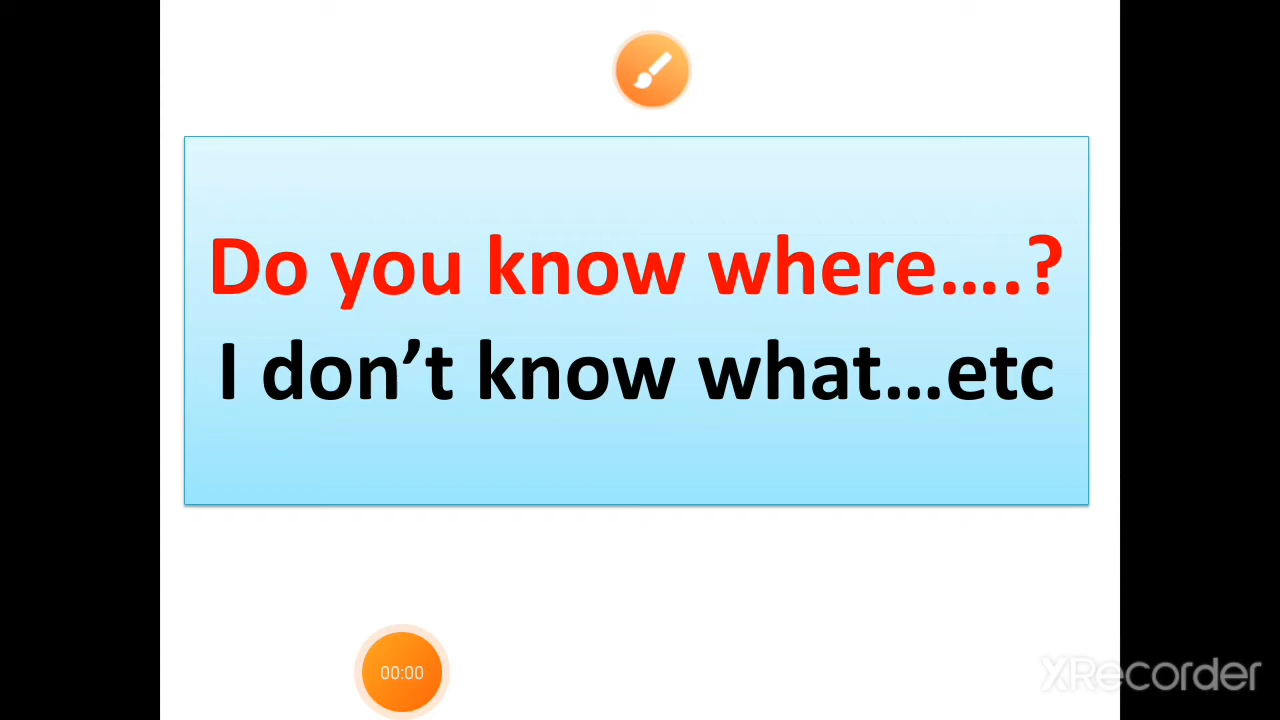 Do you know where….?
I don’t know what…etc
00:00
XRecorder